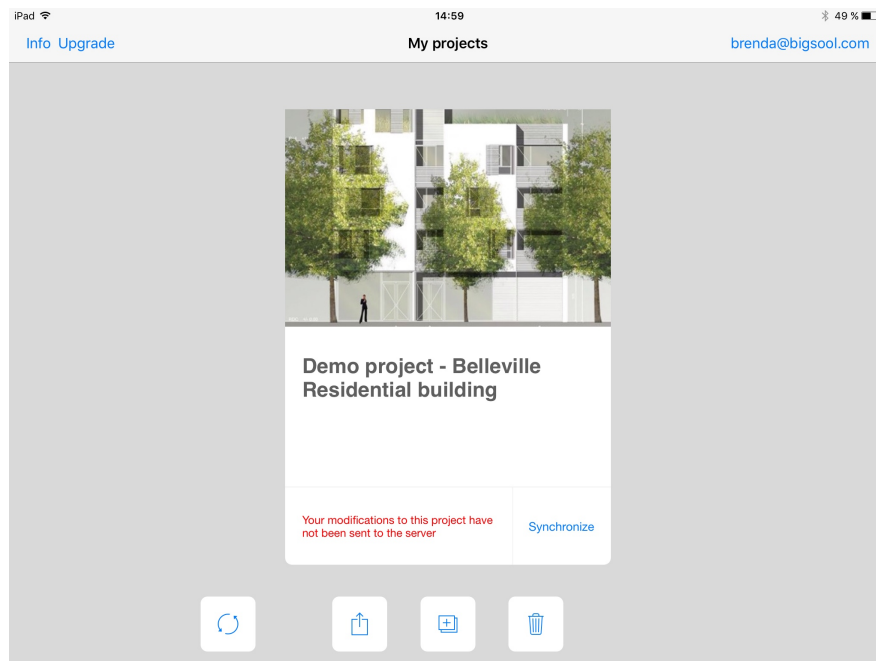 iPad 14:59 49 %
Info Upgrade My projects brenda@bigsool.com
Demo project - Belleville
Residential building
Your modifications to this project have
not been sent to the server
Synchronize